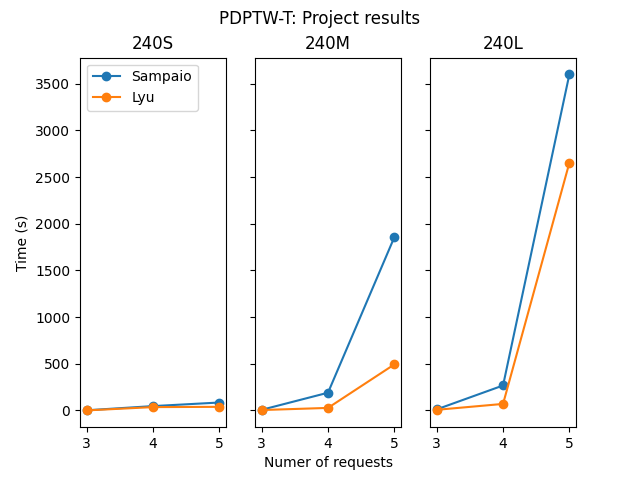 PDPTW-T: Project results
240S
240M
240L
Sampaio
Lyu
Time (s)
3500
3000
2500
2000
1500
1000
500
0
3 4 5
3 4 5
3 4 5
Numer of requests